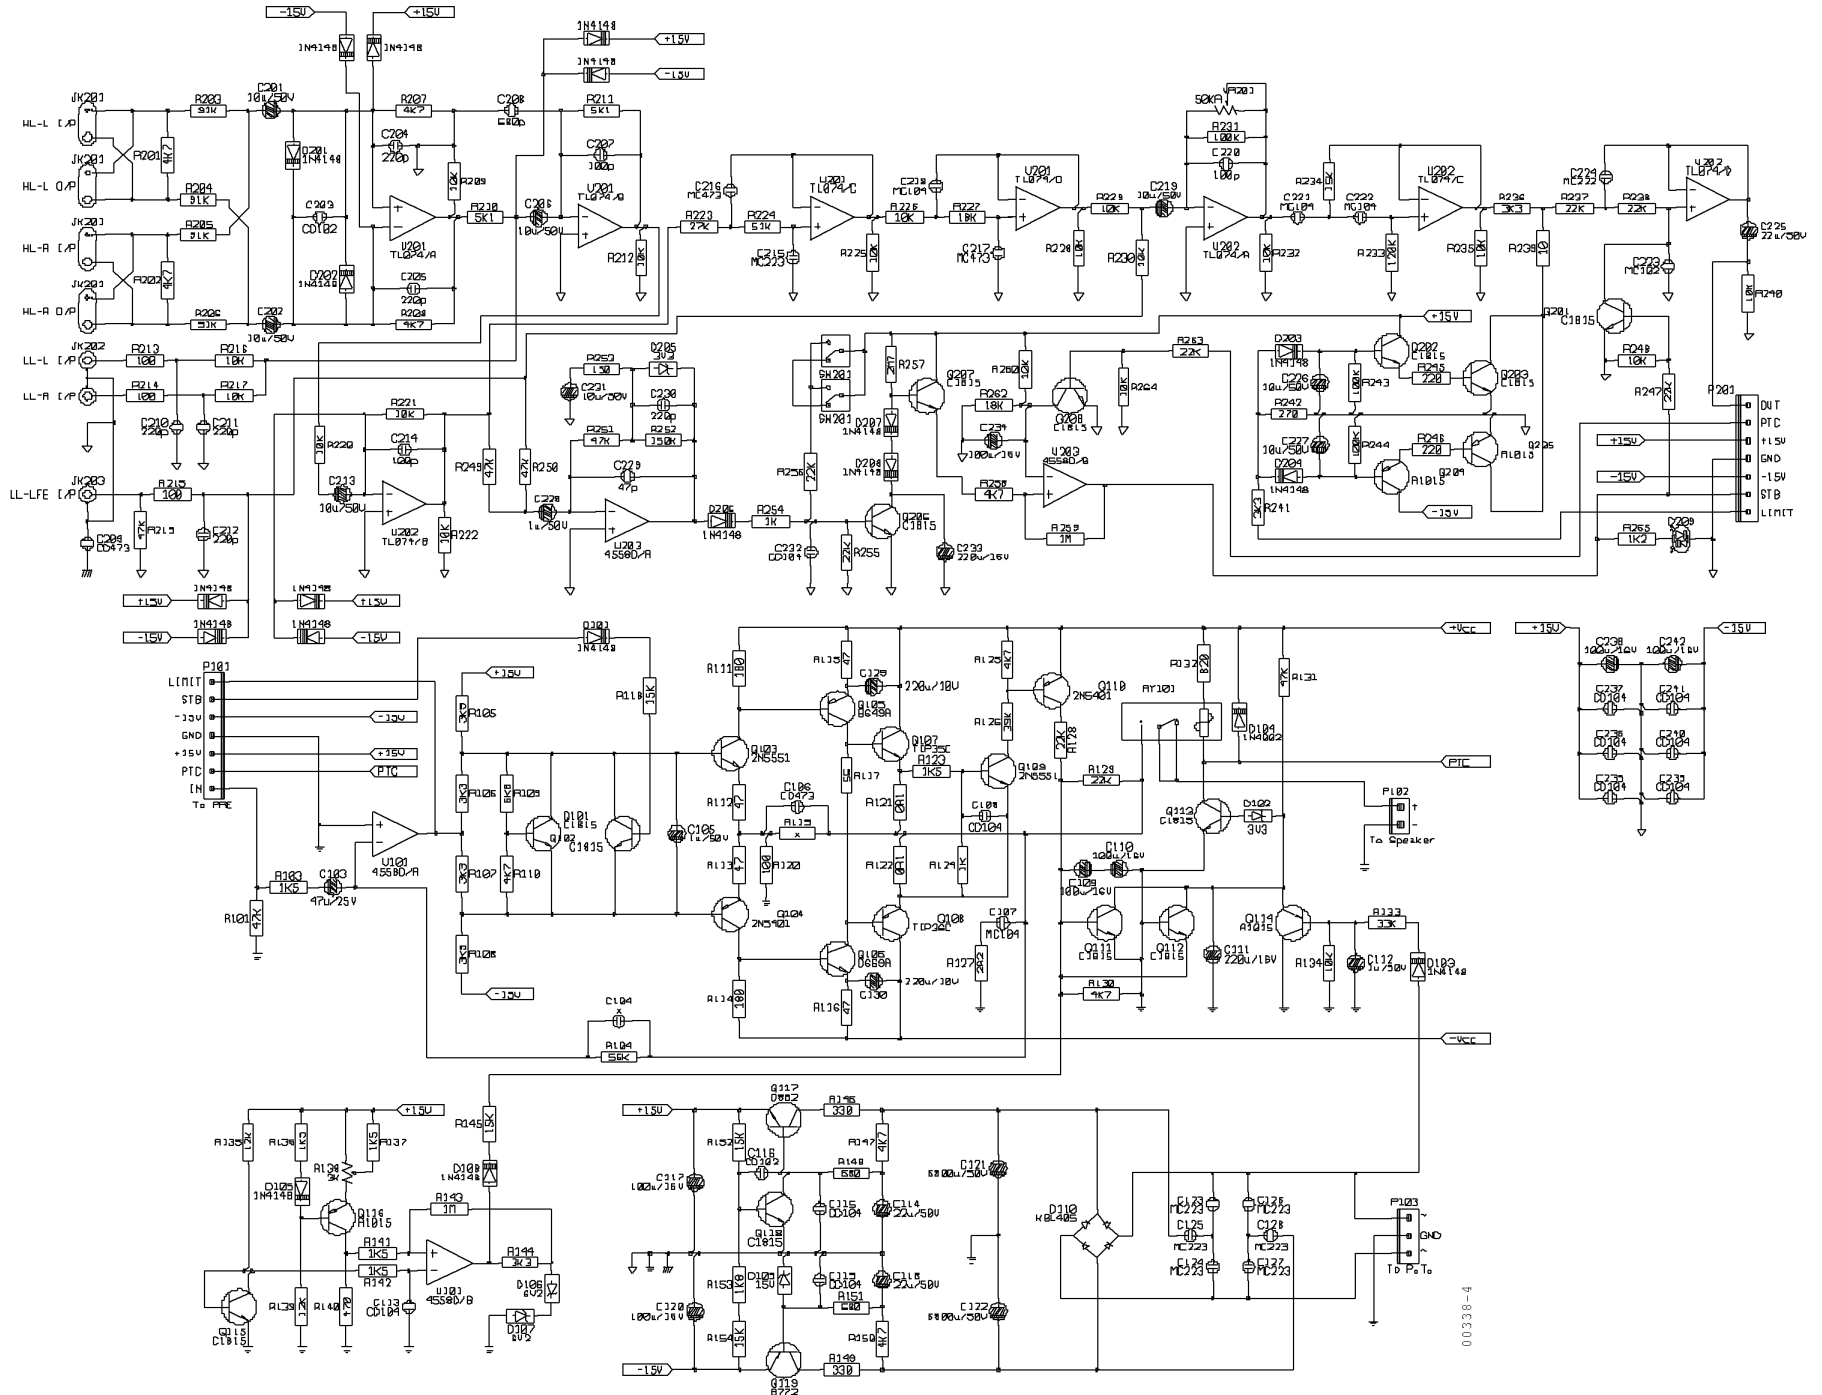 -15V
+15V
1N4148
1N4148
1N4148
+15V
1N4148
-15V
JK201
HL-L I/P
JK201
HL-L O/P
JK201
HL-R I/P
JK201
HL-R O/P
JK202
LL-L I/P
LL-R I/P
JK203
LL-LFE I/P
R203
91K
C201
10u/50V
R201
4K7
R204
91K
R205
91K
R202
4K7
R206
91K
C202
10u/50V
D201
1N4148
C203
CD102
D202
1N4148
R207
4K7
C204
220p
R209
10K
U201
TL074/A
C205
220p
R208
4K7
R210
5K1
C206
10u/50V
C208
680p
R211
5K1
C207
100p
U201
TL074/B
R212
10K
R213
100
R216
10K
R214
100
R217
10K
C210
220p
C211
220p
R215
100
C209
CD473
R219
47K
C212
220p
R220
10K
R221
10K
C214
100p
C213
10u/50V
U202
TL074/B
R222
10K
R223
27K
R224
51K
C216
MC473
C215
MC223
U201
TL074/C
R225
10K
R226
10K
R227
18K
C218
MC104
C217
MC473
U201
TL074/D
R228
10K
R229
10K
R230
10K
C219
10u/50V
50KA
VR201
R231
100K
C220
100p
U202
TL074/A
R232
10K
C221
MC104
R234
15K
C222
MC104
R233
120K
U202
TL074/C
R235
10K
R236
3K3
R239
10
R237
22K
R238
22K
C224
MC222
C223
MC102
U202
TL074/D
C225
22u/50V
R240
10K
Q201
C1815
R248
10K
R247
22K
R249
47K
R250
47K
C228
1u/50V
C231
10u/50V
R253
150
D205
3V3
C230
220p
R251
47K
R252
150K
C229
47p
U203
4558D/A
D206
1N4148
R254
1K
SW201
SW201
R256
22K
C232
CD104
R255
22K
R257
2M7
D207
1N4148
D208
1N4148
Q206
C1815
Q207
C1815
C233
220u/16V
R258
4K7
R262
18K
C234
100u/16V
R260
10K
Q208
C1815
U203
4558D/B
R259
1M
R264
10K
R263
22K
+15V
D203
1N4148
C226
10u/50V
R242
270
C227
10u/50V
D204
1N4148
R241
3K3
R243
100K
R244
100K
Q202
C1815
R245
220
Q203
C1815
R246
220
Q204
A1015
Q205
A1015
-15V
P201
OUT
PTC
+15V
GND
-15V
STB
LIMIT
+15V
-15V
R265
1K2
D209
+15V
1N4148
-15V
1N4148
1N4148
+15V
1N4148
-15V
P101
LIMIT
STB
-15V
GND
+15V
PTC
IN
To PRE
-15V
+15V
PTC
R101
47K
R103
1K5
C103
47u/25V
U101
4558D/A
+15V
R105
3K3
R106
3K3
R107
3K3
R108
3K3
-15V
R109
6K8
R110
4K7
D101
C1815
Q102
C1815
D101
1N4148
R118
15K
C105
1u/50V
R111
180
Q103
2N5551
R112
47
R113
47
Q104
2N5401
R114
180
C106
CD473
R119
x
R120
100
R115
47
C129
220u/10V
Q105
B649A
R117
Q106
D669A
C130
220u/10V
R116
47
Q107
TIP35C
R123
1K5
R121
0R1
R122
0R1
C108
CD104
R124
1K
Q108
TIP36C
R125
4K7
R126
39K
Q109
2N5551
C107
MC104
R127
2R2
C104
x
R104
56K
Q110
2N5401
R128
22K
R129
22K
RY101
R132
820
D104
1N4002
R131
47K
+Vcc
PTC
Q113
C1815
D102
3V3
C110
100u/16V
C109
100u/16V
Q111
C1815
Q112
C1815
R130
4K7
C111
220u/16V
Q114
A1015
R134
10K
C112
1u/50V
R133
33K
D103
1N4148
-Vcc
P102
+
-
To Speaker
+15V
-15V
C238
100u/16V
C242
100u/16V
C237
CD104
C241
CD104
C236
CD104
C240
CD104
C235
CD104
C239
CD104
R135
12K
R136
1K5
+15V
R137
1K5
R138
3K
D105
1N4148
Q116
A1015
R145
15K
D108
1N4148
R143
1M
R141
1K5
1K5
R142
Q115
C1815
R139
12K
R140
470
C113
CD104
U101
4558D/B
R144
3K3
D106
6V2
D107
6V2
+15V
Q117
D882
R146
330
R152
15K
C117
100u/16V
C116
CD102
R148
680
R147
4K7
Q118
C1815
C115
CD104
C114
22u/50V
R153
1K8
D109
15V
C119
CD104
C118
22u/50V
R151
680
C120
100u/16V
R154
15K
R150
4K7
-15V
Q119
B772
R149
330
C121
6800u/50V
C122
6800u/50V
D110
KBL405
C123
MC223
C125
MC223
C124
MC223
C126
MC223
C128
MC223
C127
MC223
P103
~
GND
~
To P.T.
00338-4